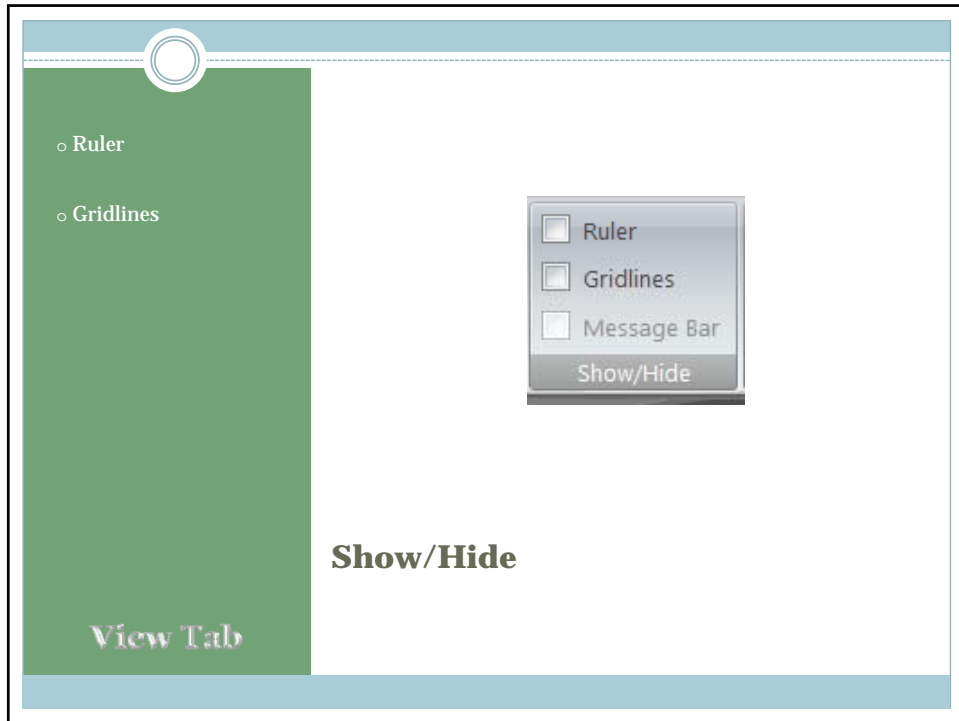 Ruler
Gridlines
Ruler
Gridlines
Message Bar
Show/Hide
Show/Hide
View Tab